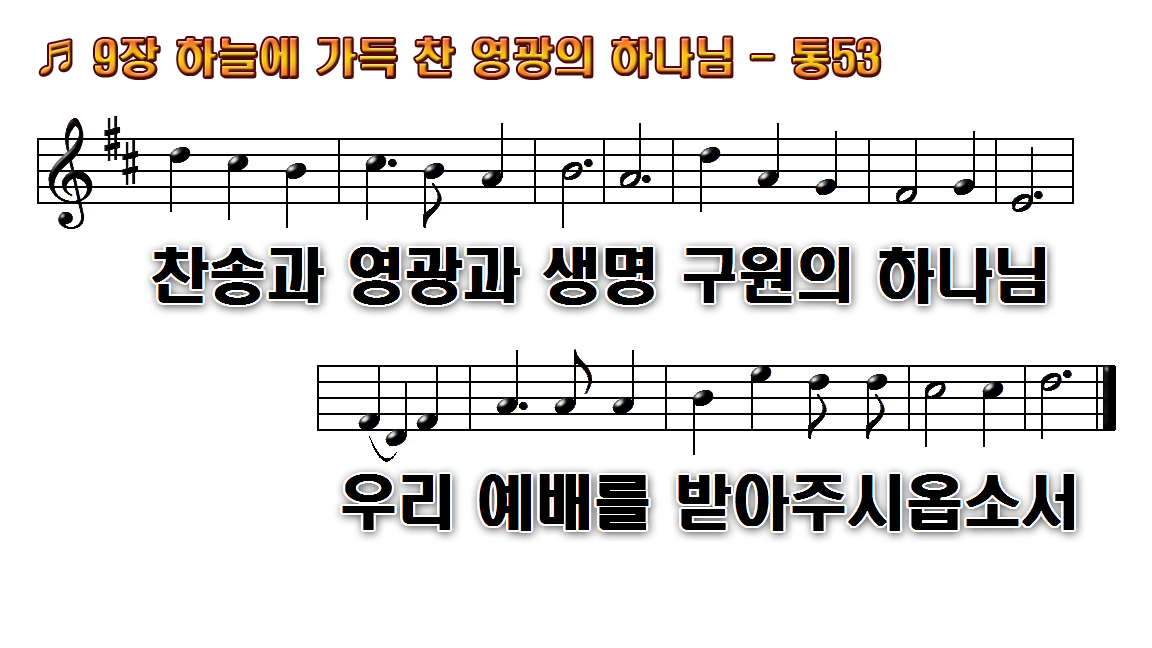 ♬ 9장 하늘에 가득 찬 영광의 하나님 - 통53
찬송과 영광과 생명 구원의 하나님
우리 예배를 받아주시옵소서